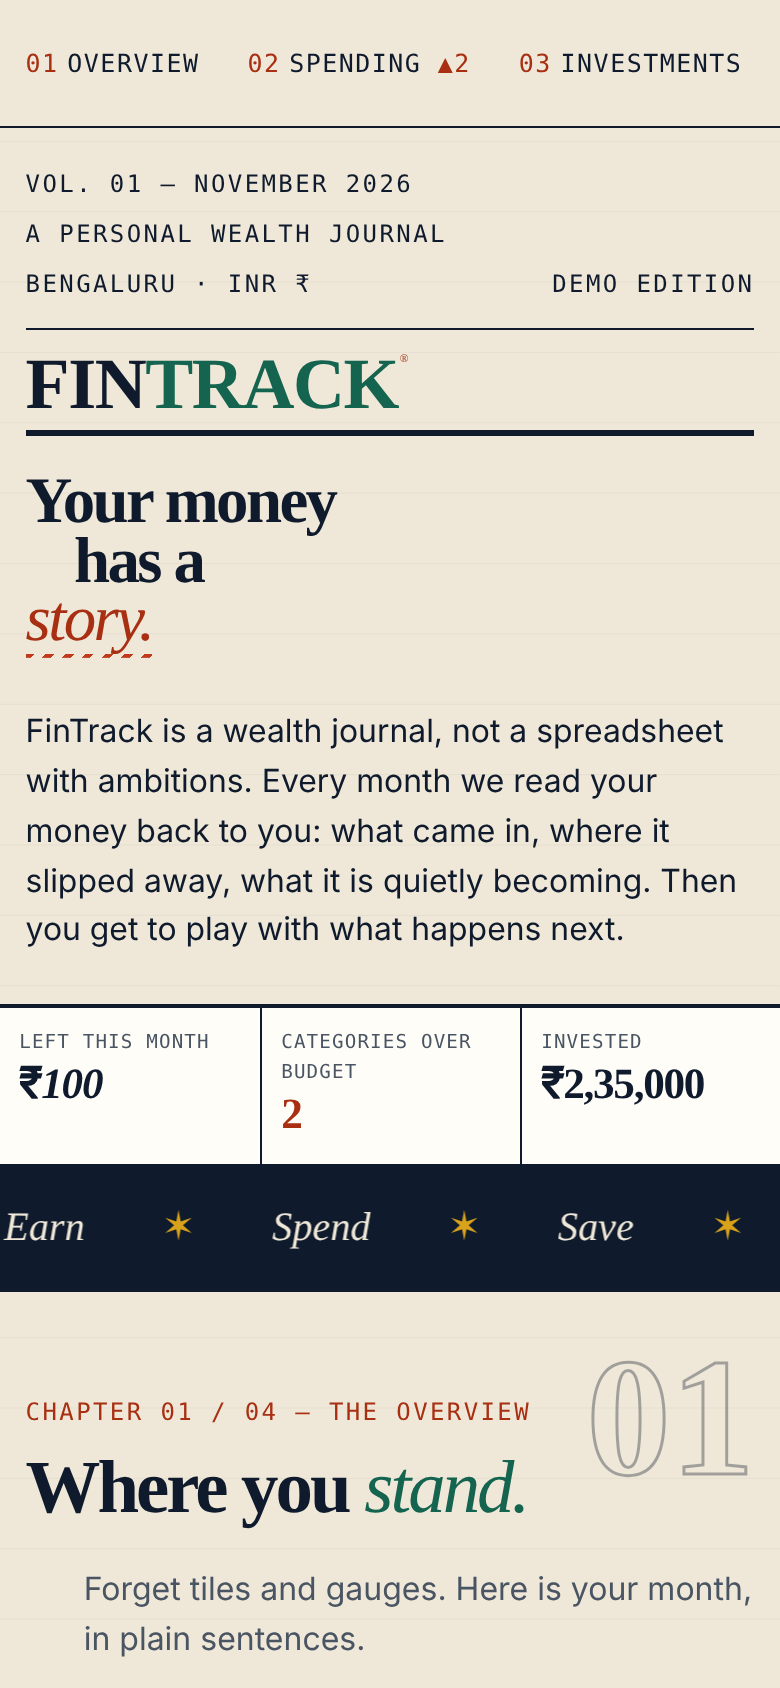 01 OVERVIEW 02 SPENDING ▲2 03 INVESTMENTS
VOL. 01 — NOVEMBER 2026
A PERSONAL WEALTH JOURNAL
BENGALURU · INR ₹ DEMO EDITION
FINTRACK®
Your money
has a
story.
FinTrack is a wealth journal, not a spreadsheet
with ambitions. Every month we read your
money back to you: what came in, where it
slipped away, what it is quietly becoming. Then
you get to play with what happens next.
LEFT THIS MONTH
₹100
CATEGORIES OVER
BUDGET
2
INVESTED
₹2,35,000
Earn ✶ Spend ✶ Save ✶
01
CHAPTER 01 / 04 — THE OVERVIEW
Where you stand.
Forget tiles and gauges. Here is your month,
in plain sentences.